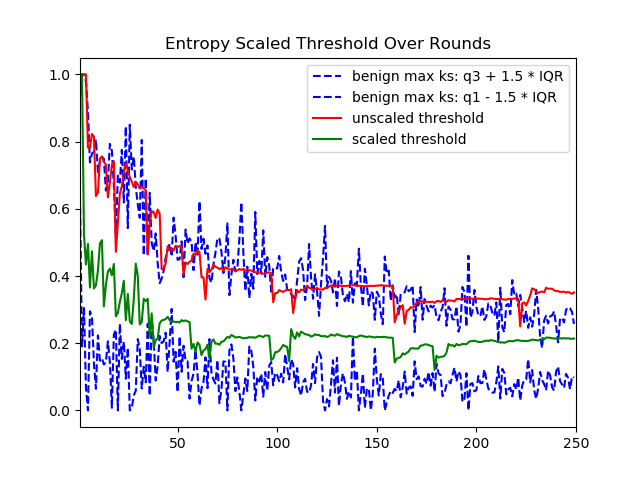 Entropy Scaled Threshold Over Rounds
benign max ks: q3 + 1.5 * IQR
benign max ks: q1 - 1.5 * IQR
unscaled threshold
scaled threshold
1.0
0.8
0.6
0.4
0.2
0.0
50
100
150
200
250